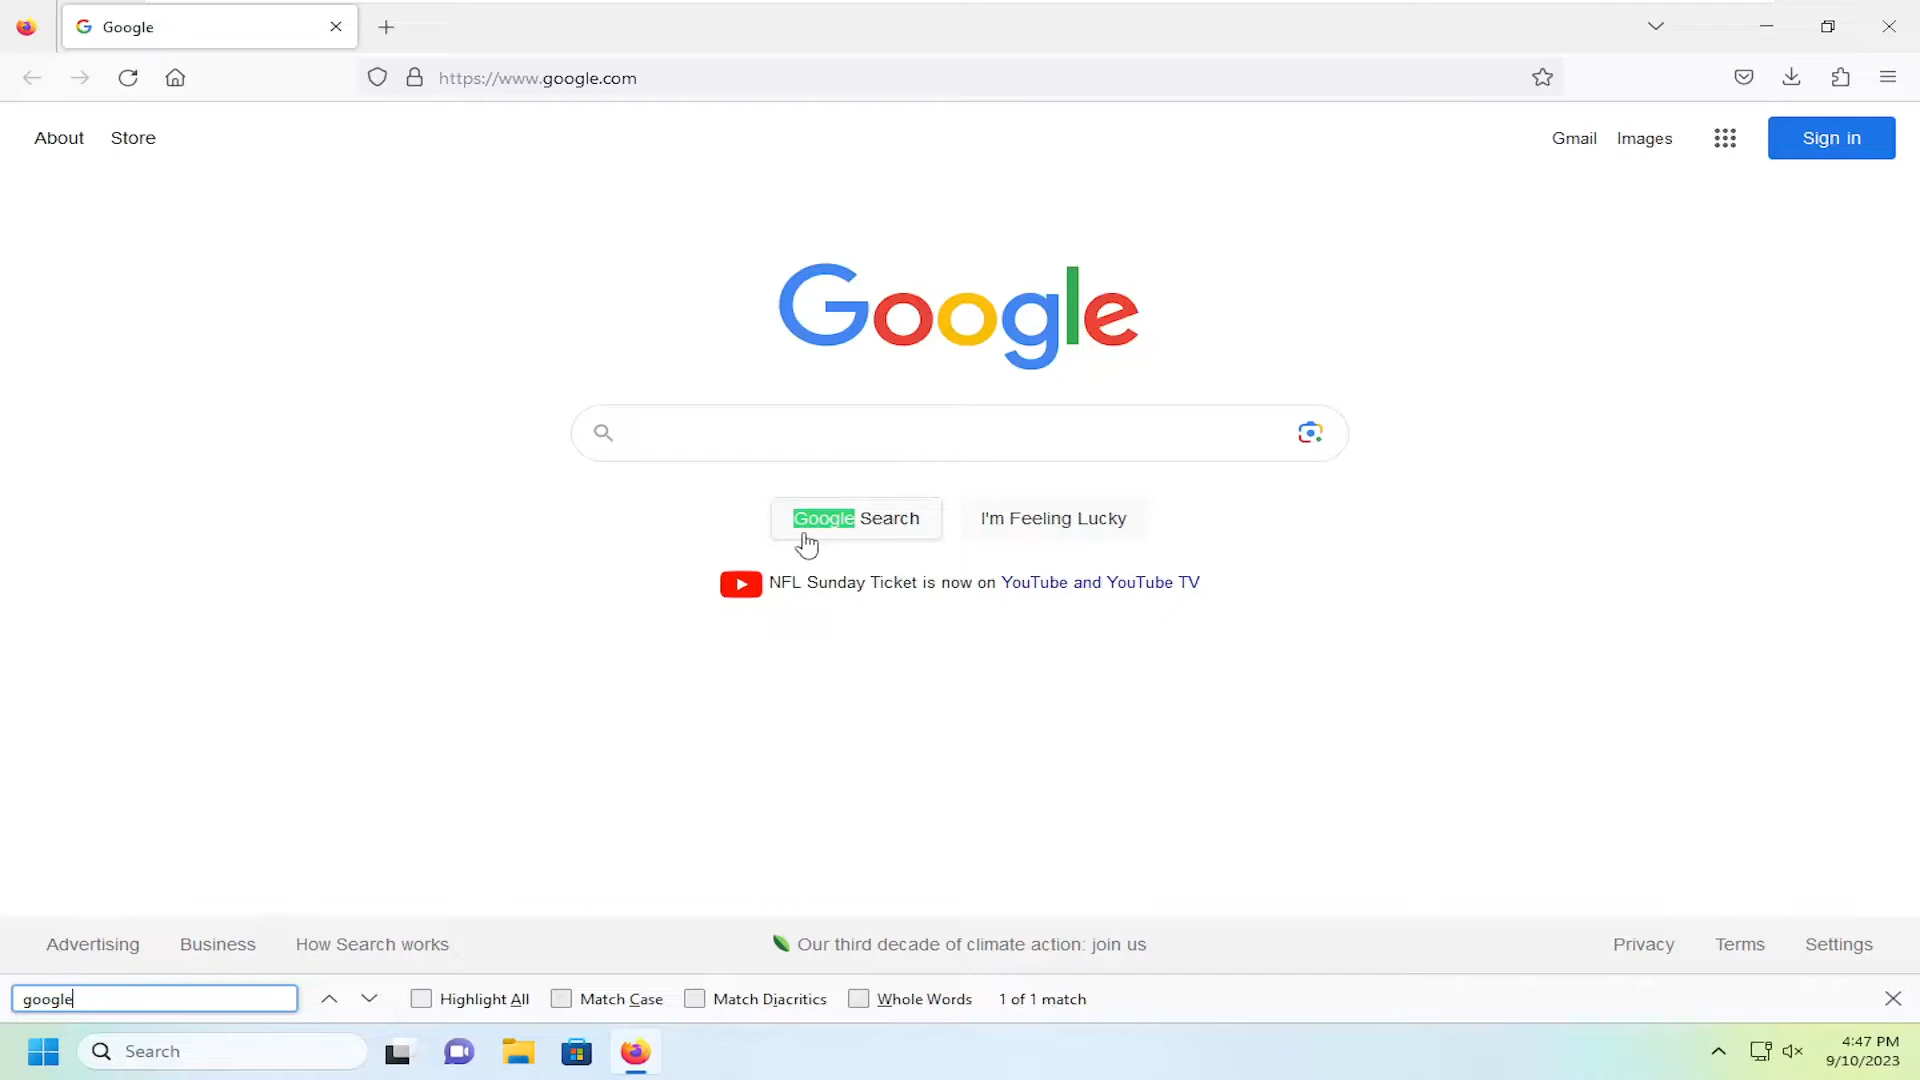 Google
https://www.google.com
About Store Gmail Images Sign in
Google
Google Search I'm Feeling Lucky
NFL Sunday Ticket is now on YouTube and YouTube TV
Advertising Business How Search works Our third decade of climate action: join us Privacy Terms Settings
google Highlight All Match Case Match Diacritics Whole Words 1 of 1 match
Search 4:47 PM
9/10/2023